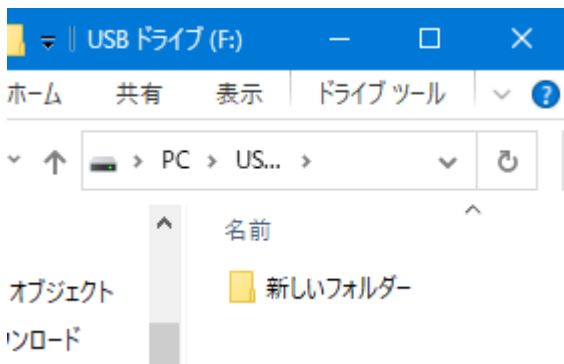 USB ドライブ (F:)
ホーム 共有 表示 ドライブ ツール
PC US...
名前
新しいフォルダー
オブジェクト
ンロード